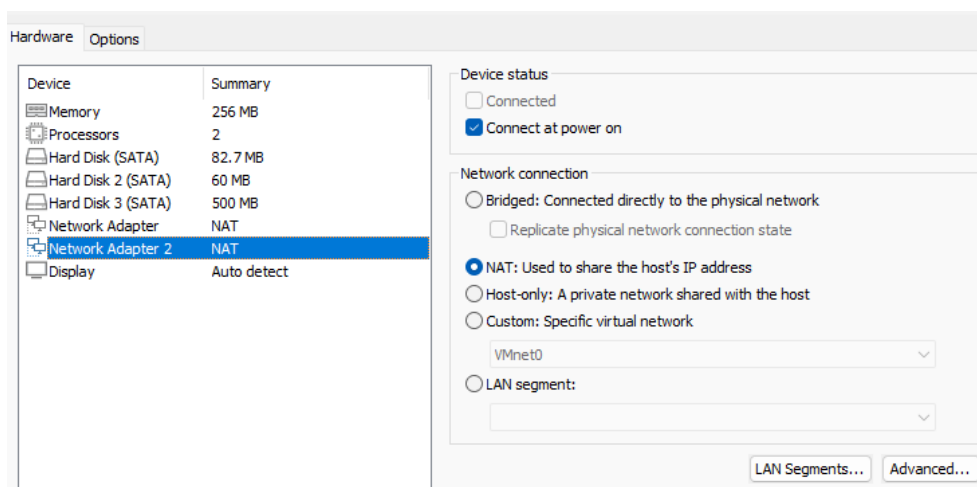 Hardware Options
Device Summary
Memory 256 MB
Processors 2
Hard Disk (SATA) 82.7 MB
Hard Disk 2 (SATA) 60 MB
Hard Disk 3 (SATA) 500 MB
Network Adapter NAT
Network Adapter 2 NAT
Display Auto detect
Device status
Connected
Connect at power on
Network connection
Bridged: Connected directly to the physical network
Replicate physical network connection state
NAT: Used to share the host's IP address
Host-only: A private network shared with the host
Custom: Specific virtual network
VMnet0
LAN segment:
LAN Segments... Advanced...